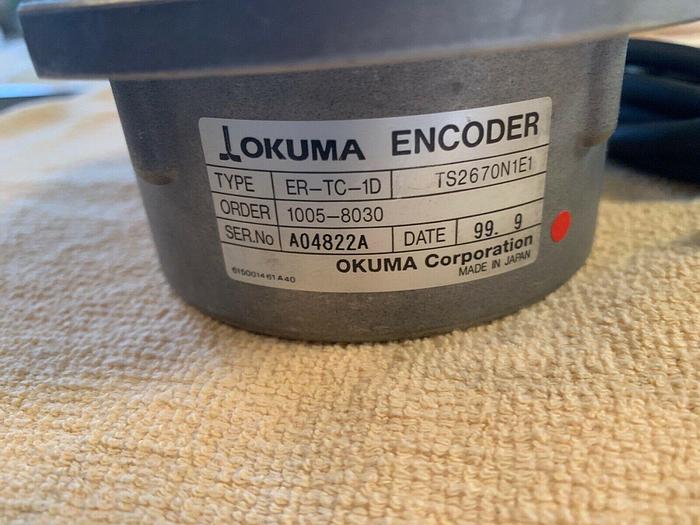 OKUMA ENCODER
TYPE ER-TC-1D TS2670N1E1
ORDER 1005-8030
SER.No A04822A DATE 99. 9
OKUMA Corporation
MADE IN JAPAN
615001461A40